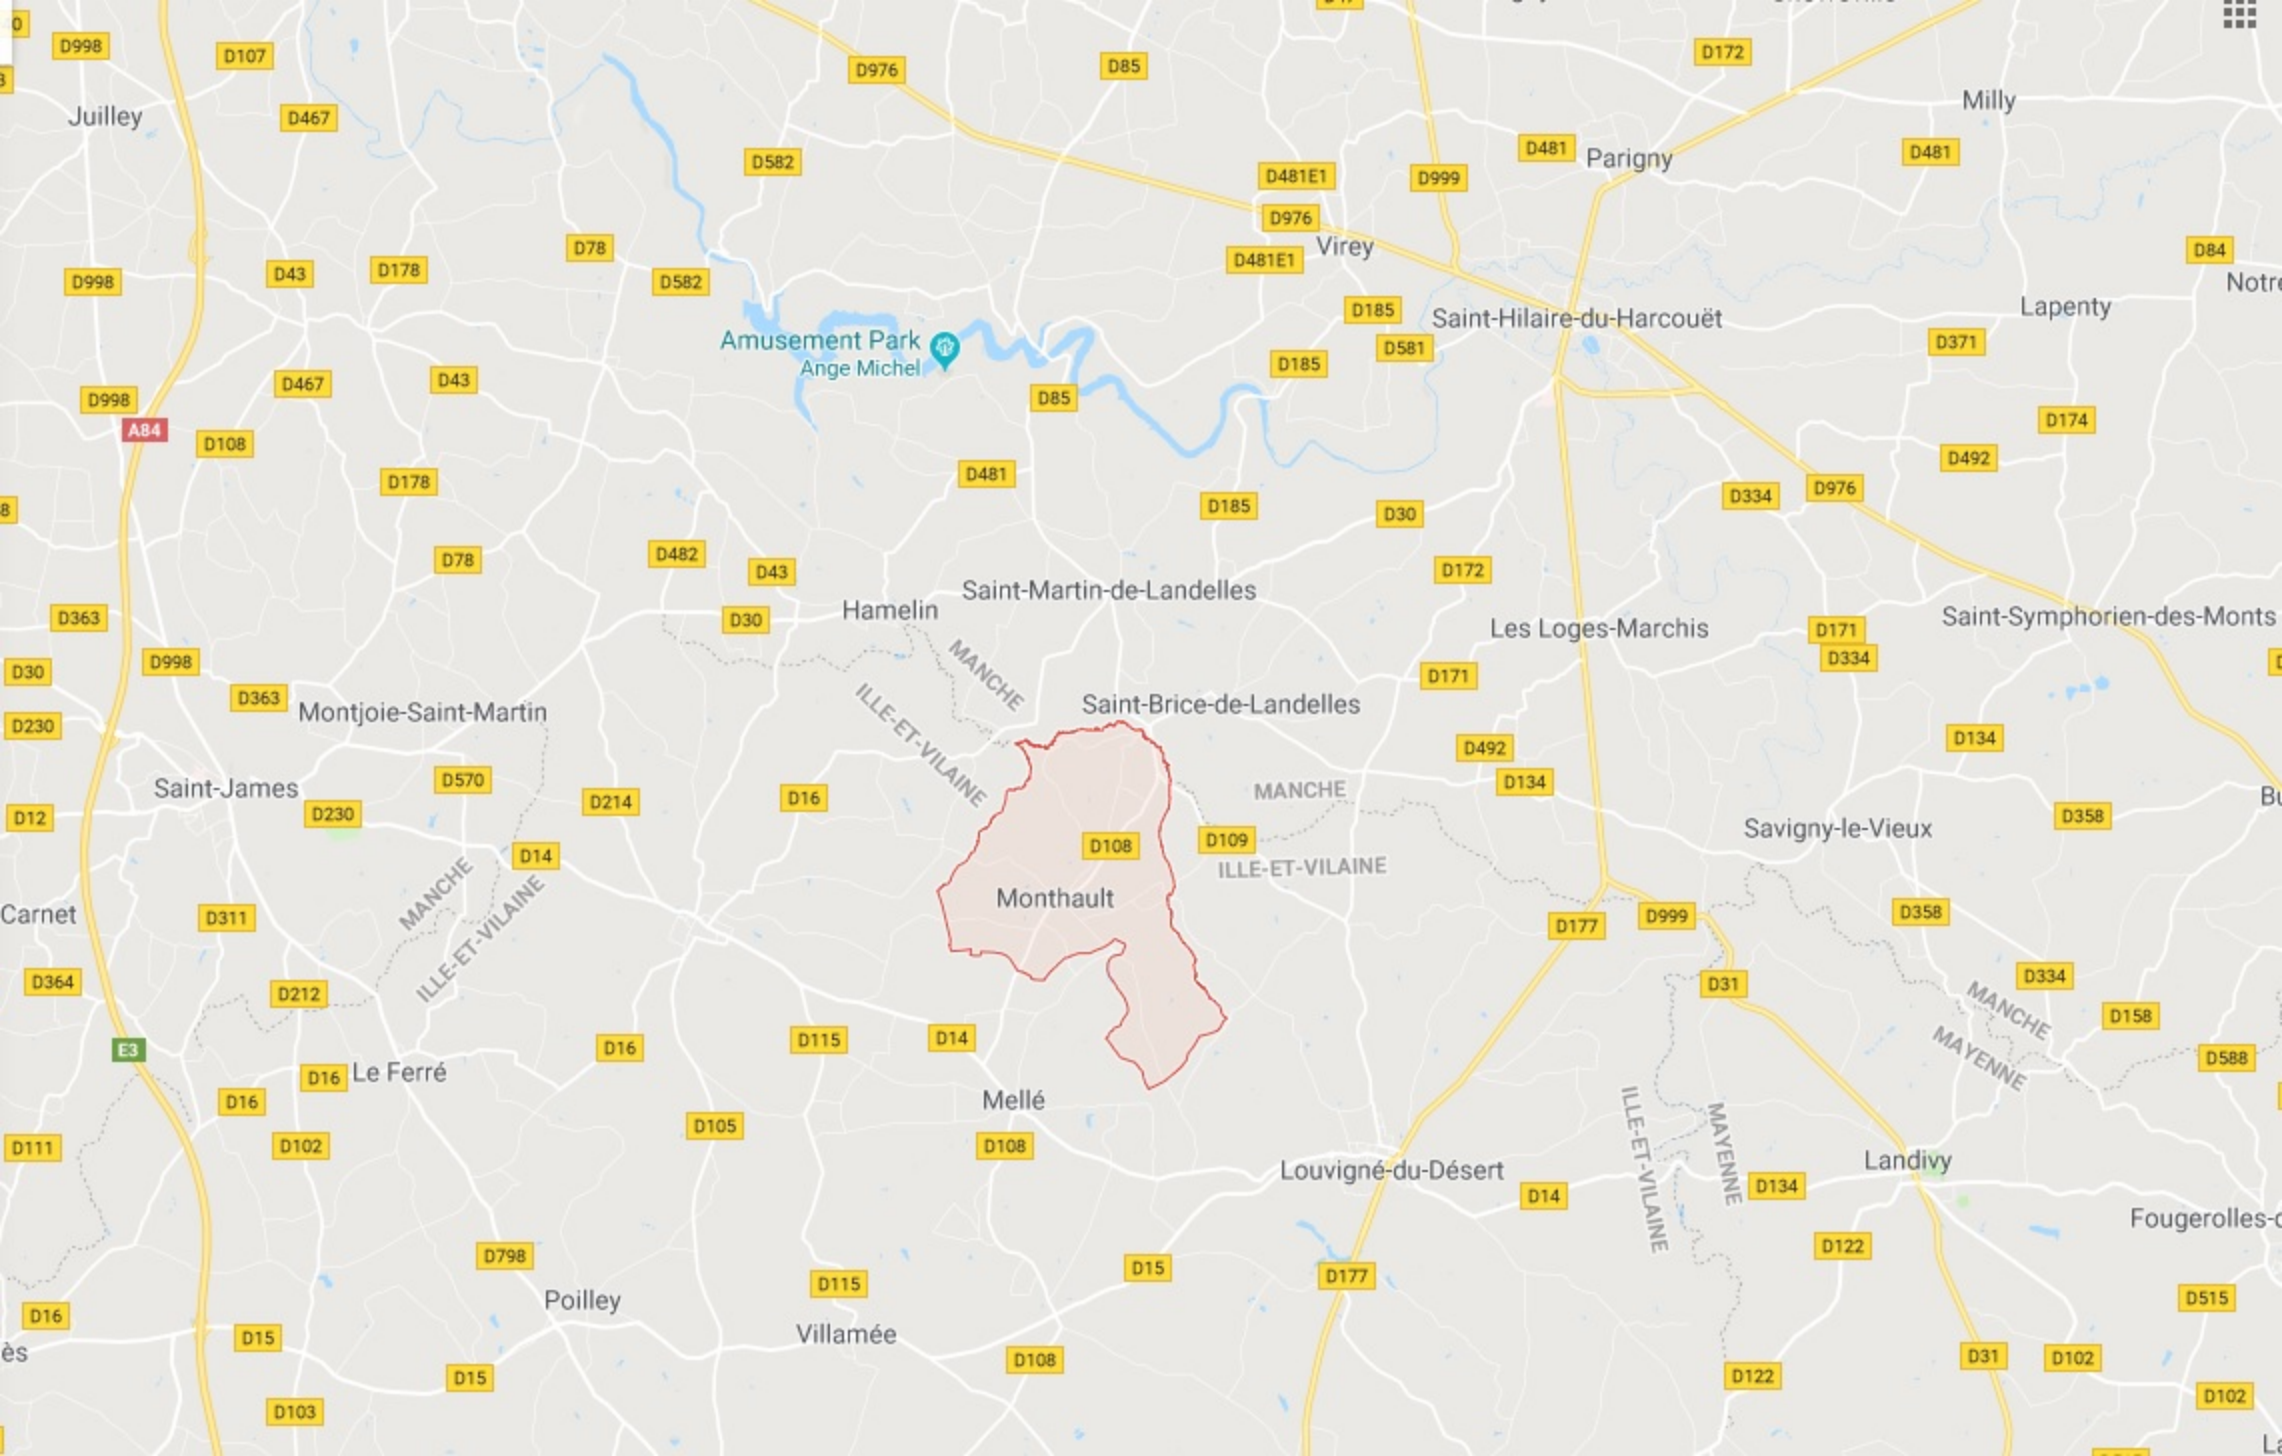 D998
D107
D976
D85
D172
Juilley
D467
Milly
D582
D481E1
D999
D481
Parigny
D481
D976
Virey
D78
D481E1
D84
D998
D43
D178
D582
D185
Saint-Hilaire-du-Harcouët
Lapenty
Amusement Park
Ange Michel
D581
D371
D185
D998
D467
D43
D85
A84
D108
D174
D492
D178
D481
D185
D30
D334
D976
D78
D482
D43
D172
Saint-Martin-de-Landelles
Hamelin
D363
D30
Les Loges-Marchis
D171
Saint-Symphorien-des-Monts
D334
D30
D998
MANCHE
D171
D363
Montjoie-Saint-Martin
ILLE-ET-VILAINE
Saint-Brice-de-Landelles
D230
D492
D134
Saint-James
D570
D214
D16
MANCHE
D134
D12
D230
D358
D14
D108
D109
ILLE-ET-VILAINE
Savigny-le-Vieux
MANCHE
ILLE-ET-VILAINE
Monthault
Carnet
D311
D177
D999
D358
D364
D212
D31
D334
MANCHE
D158
MAYENNE
E3
D16
D115
D14
D588
D16
Le Ferré
D16
Mellé
D111
D102
D105
D108
ILLE-ET-VILAINE
MAYENNE
Louvigné-du-Désert
D14
D134
Landivy
D798
D115
D15
D177
D122
D515
Poilley
D16
D15
Villamée
D108
D15
D122
D31
D102
D102
D103